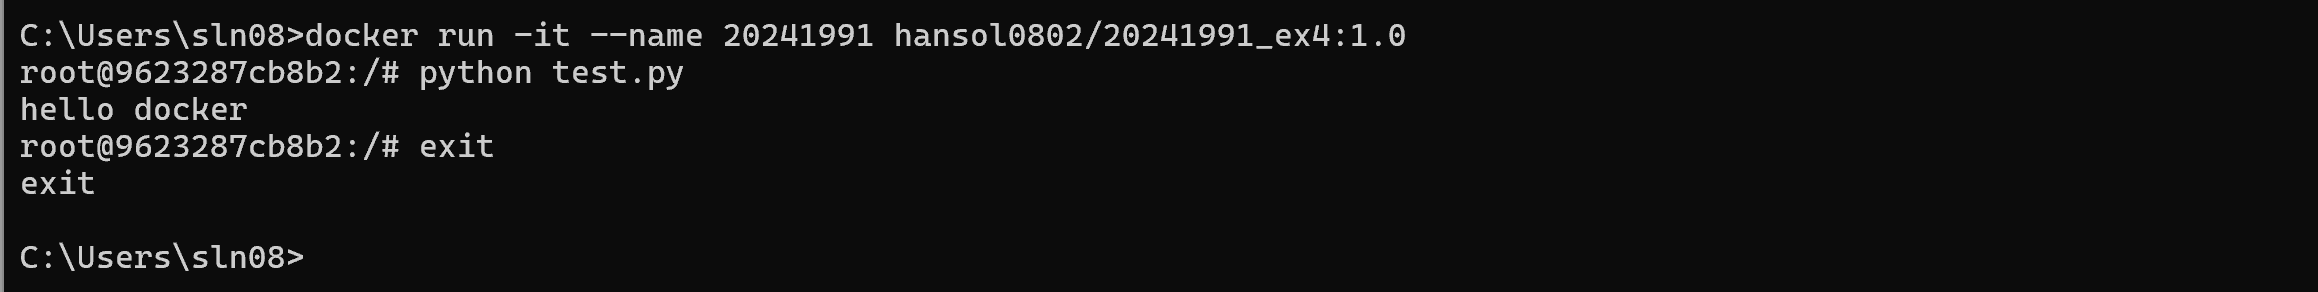 C:\Users\sln08>docker run -it --name 20241991 hansol0802/20241991_ex4:1.0
root@9623287cb8b2:/# python test.py
hello docker
root@9623287cb8b2:/# exit
exit
C:\Users\sln08>